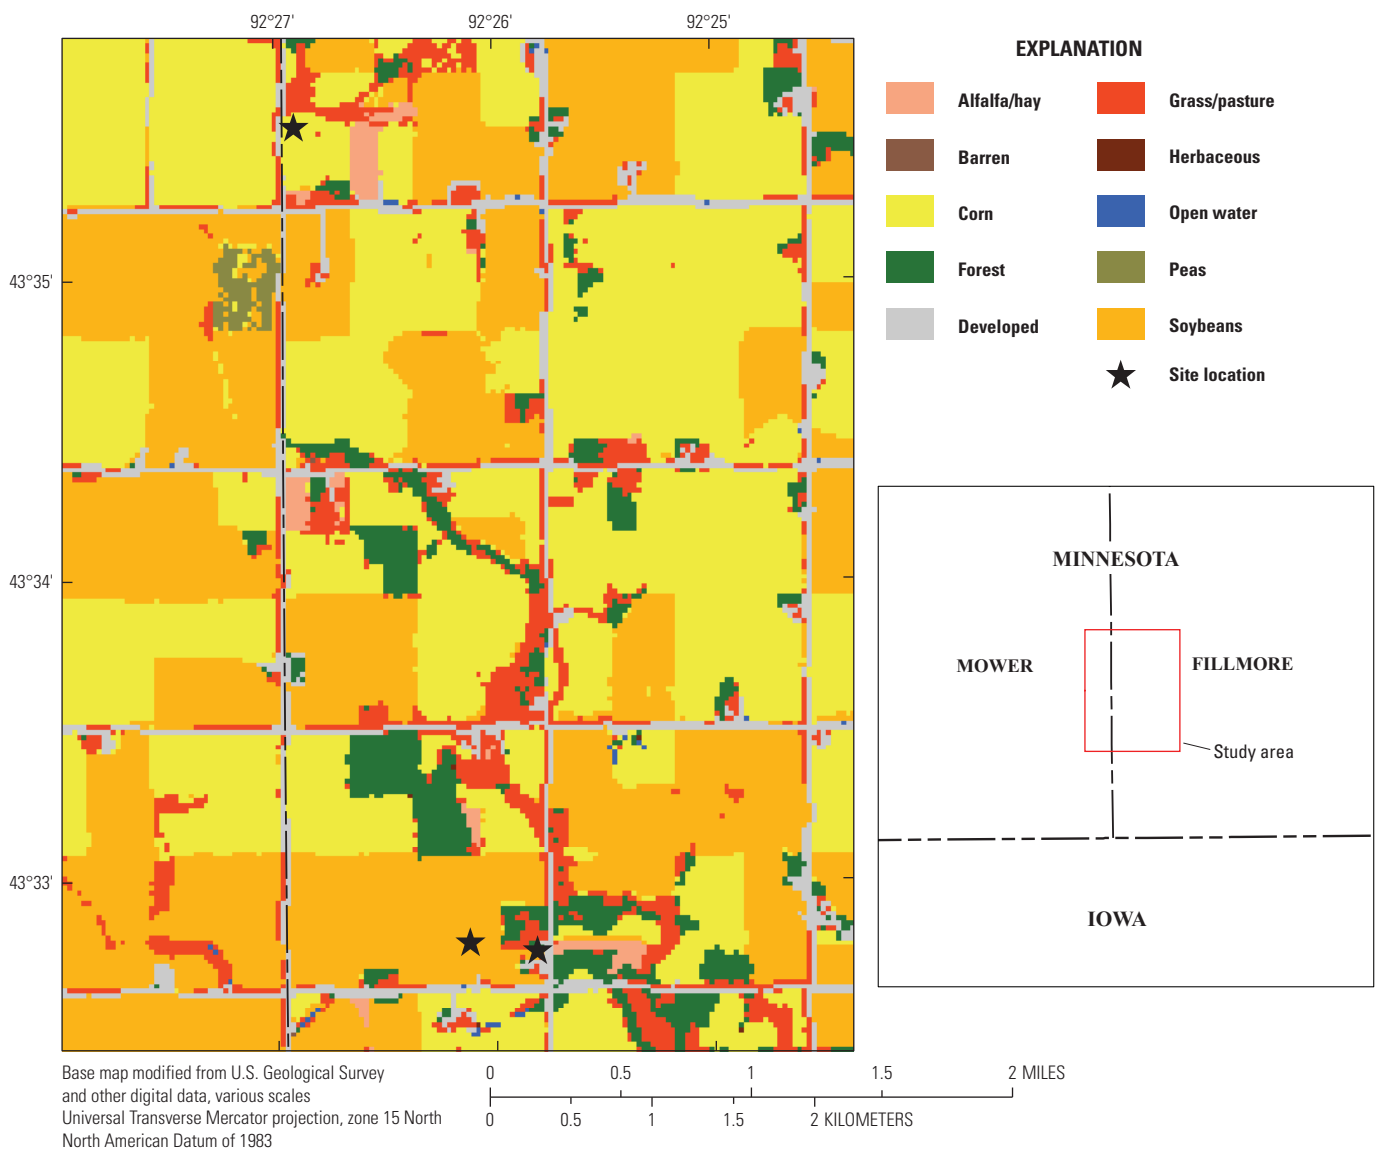 92°27'
92°26'
92°25'
43°35'
43°34'
43°33'
EXPLANATION
Alfalfa/hay
Grass/pasture
Barren
Herbaceous
Corn
Open water
Forest
Peas
Developed
Soybeans
Site location
MINNESOTA
MOWER
FILLMORE
Study area
IOWA
Base map modified from U.S. Geological Survey
and other digital data, various scales
Universal Transverse Mercator projection, zone 15 North
North American Datum of 1983
0 0.5 1 1.5 2 MILES
0 0.5 1 1.5 2 KILOMETERS